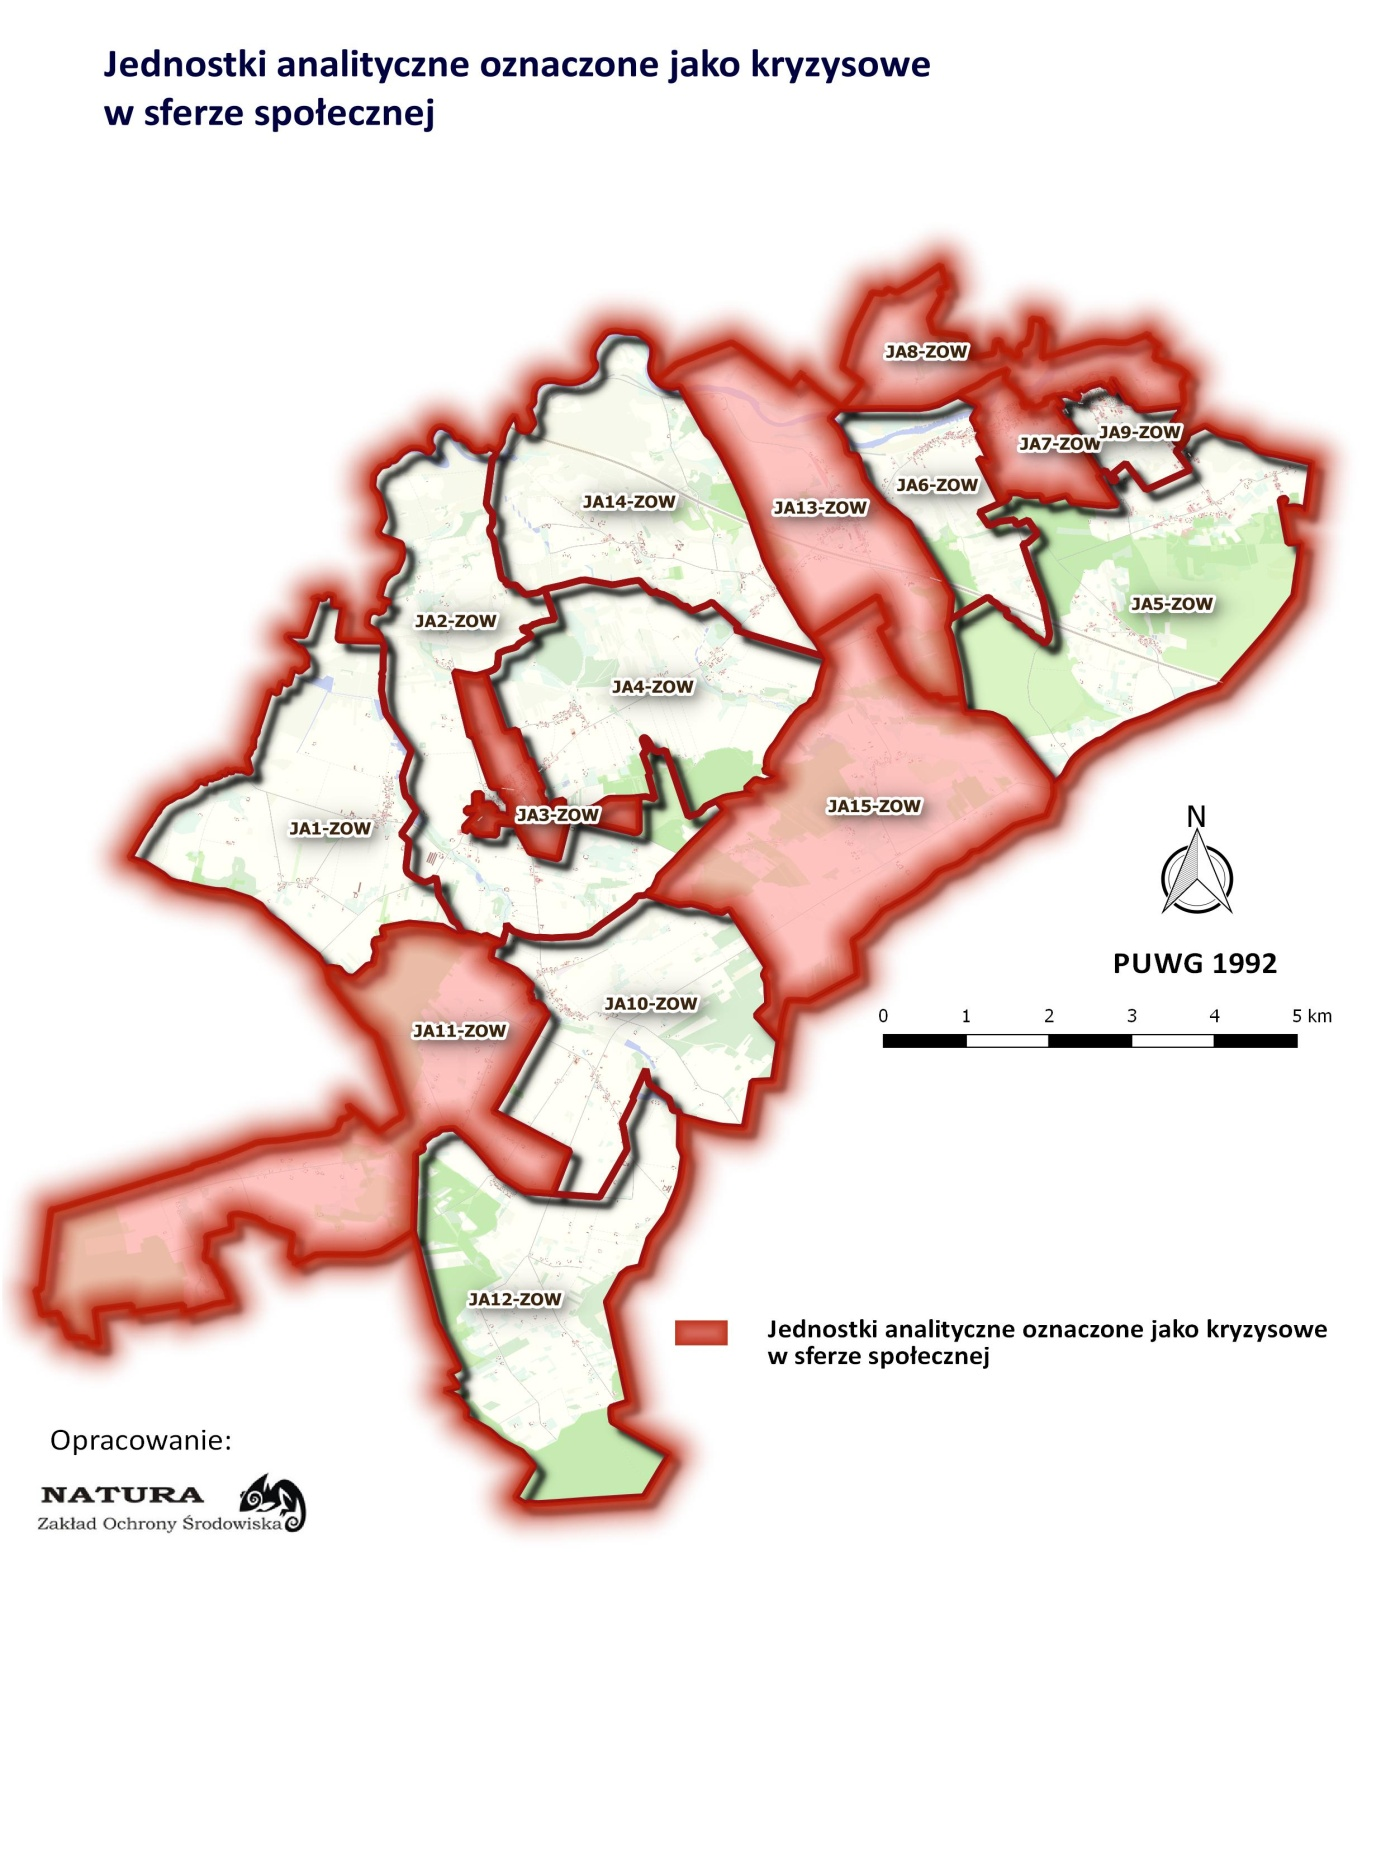 Jednostki analityczne oznaczone jako kryzysowe
w sferze społecznej
JA8-ZOW
JA9-ZOW
JA7-ZOW
JA6-ZOW
JA14-ZOW
JA13-ZOW
JA5-ZOW
JA2-ZOW
JA4-ZOW
JA15-ZOW
JA3-ZOW
JA1-ZOW
N
PUWG 1992
JA10-ZOW
0 1 2 3 4 5 km
JA11-ZOW
JA12-ZOW
Jednostki analityczne oznaczone jako kryzysowe
w sferze społecznej
Opracowanie:
NATURA
Zakład Ochrony Środowiska